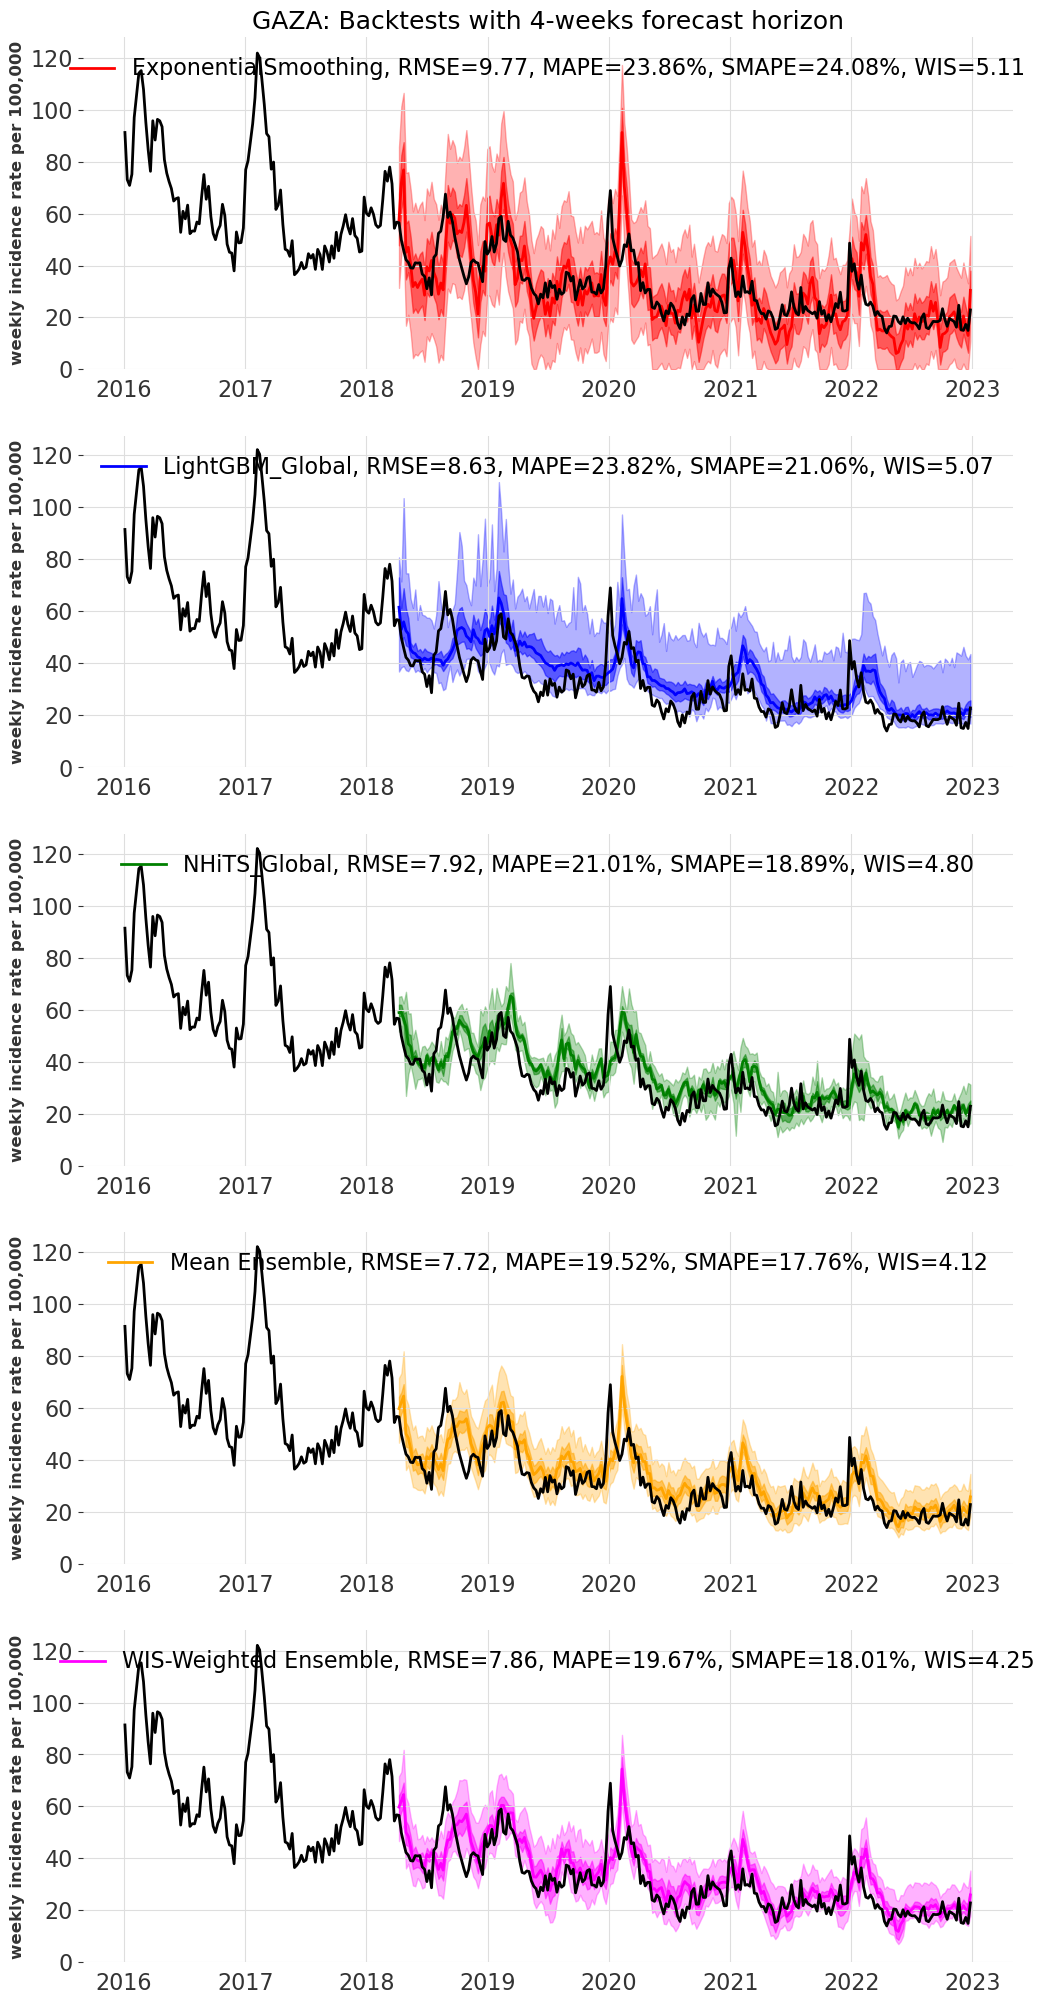 GAZA: Backtests with 4-weeks forecast horizon
weekly incidence rate per 100,000
ExponentialSmoothing, RMSE=9.77, MAPE=23.86%, SMAPE=24.08%, WIS=5.11
120
100
80
60
40
20
0
2016 2017 2018 2019 2020 2021 2022 2023
weekly incidence rate per 100,000
LightGBM_Global, RMSE=8.63, MAPE=23.82%, SMAPE=21.06%, WIS=5.07
120
100
80
60
40
20
0
2016 2017 2018 2019 2020 2021 2022 2023
weekly incidence rate per 100,000
NHiTS_Global, RMSE=7.92, MAPE=21.01%, SMAPE=18.89%, WIS=4.80
120
100
80
60
40
20
0
2016 2017 2018 2019 2020 2021 2022 2023
weekly incidence rate per 100,000
Mean Ensemble, RMSE=7.72, MAPE=19.52%, SMAPE=17.76%, WIS=4.12
120
100
80
60
40
20
0
2016 2017 2018 2019 2020 2021 2022 2023
weekly incidence rate per 100,000
WIS-Weighted Ensemble, RMSE=7.86, MAPE=19.67%, SMAPE=18.01%, WIS=4.25
120
100
80
60
40
20
0
2016 2017 2018 2019 2020 2021 2022 2023